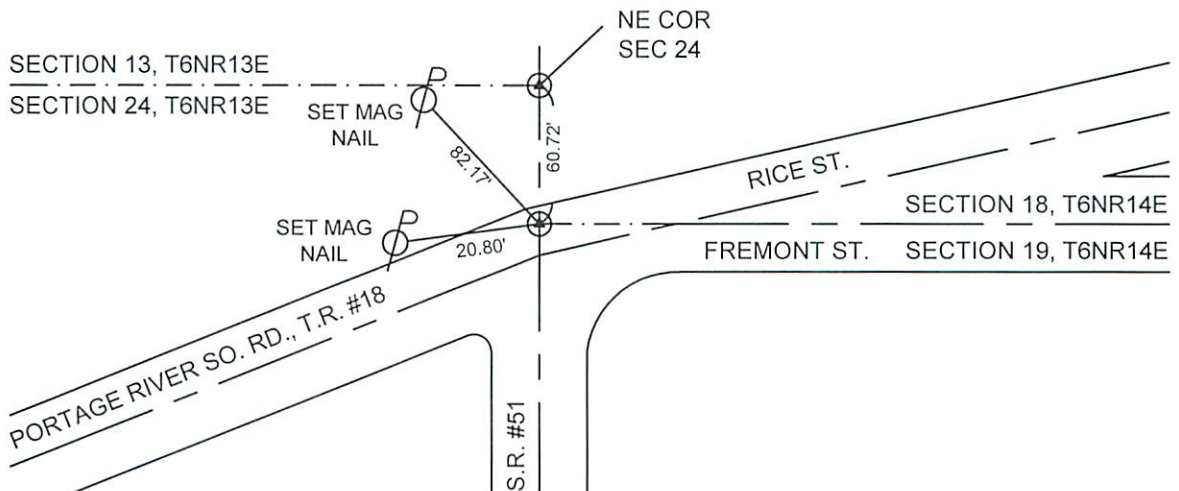 NE COR
SEC 24
SECTION 13, T6NR13E
SECTION 24, T6NR13E
SET MAG
NAIL
82.17'
60.72'
RICE ST.
SECTION 18, T6NR14E
SET MAG
NAIL
20.80'
FREMONT ST.
SECTION 19, T6NR14E
PORTAGE RIVER SO. RD., T.R. #18
S.R. #51